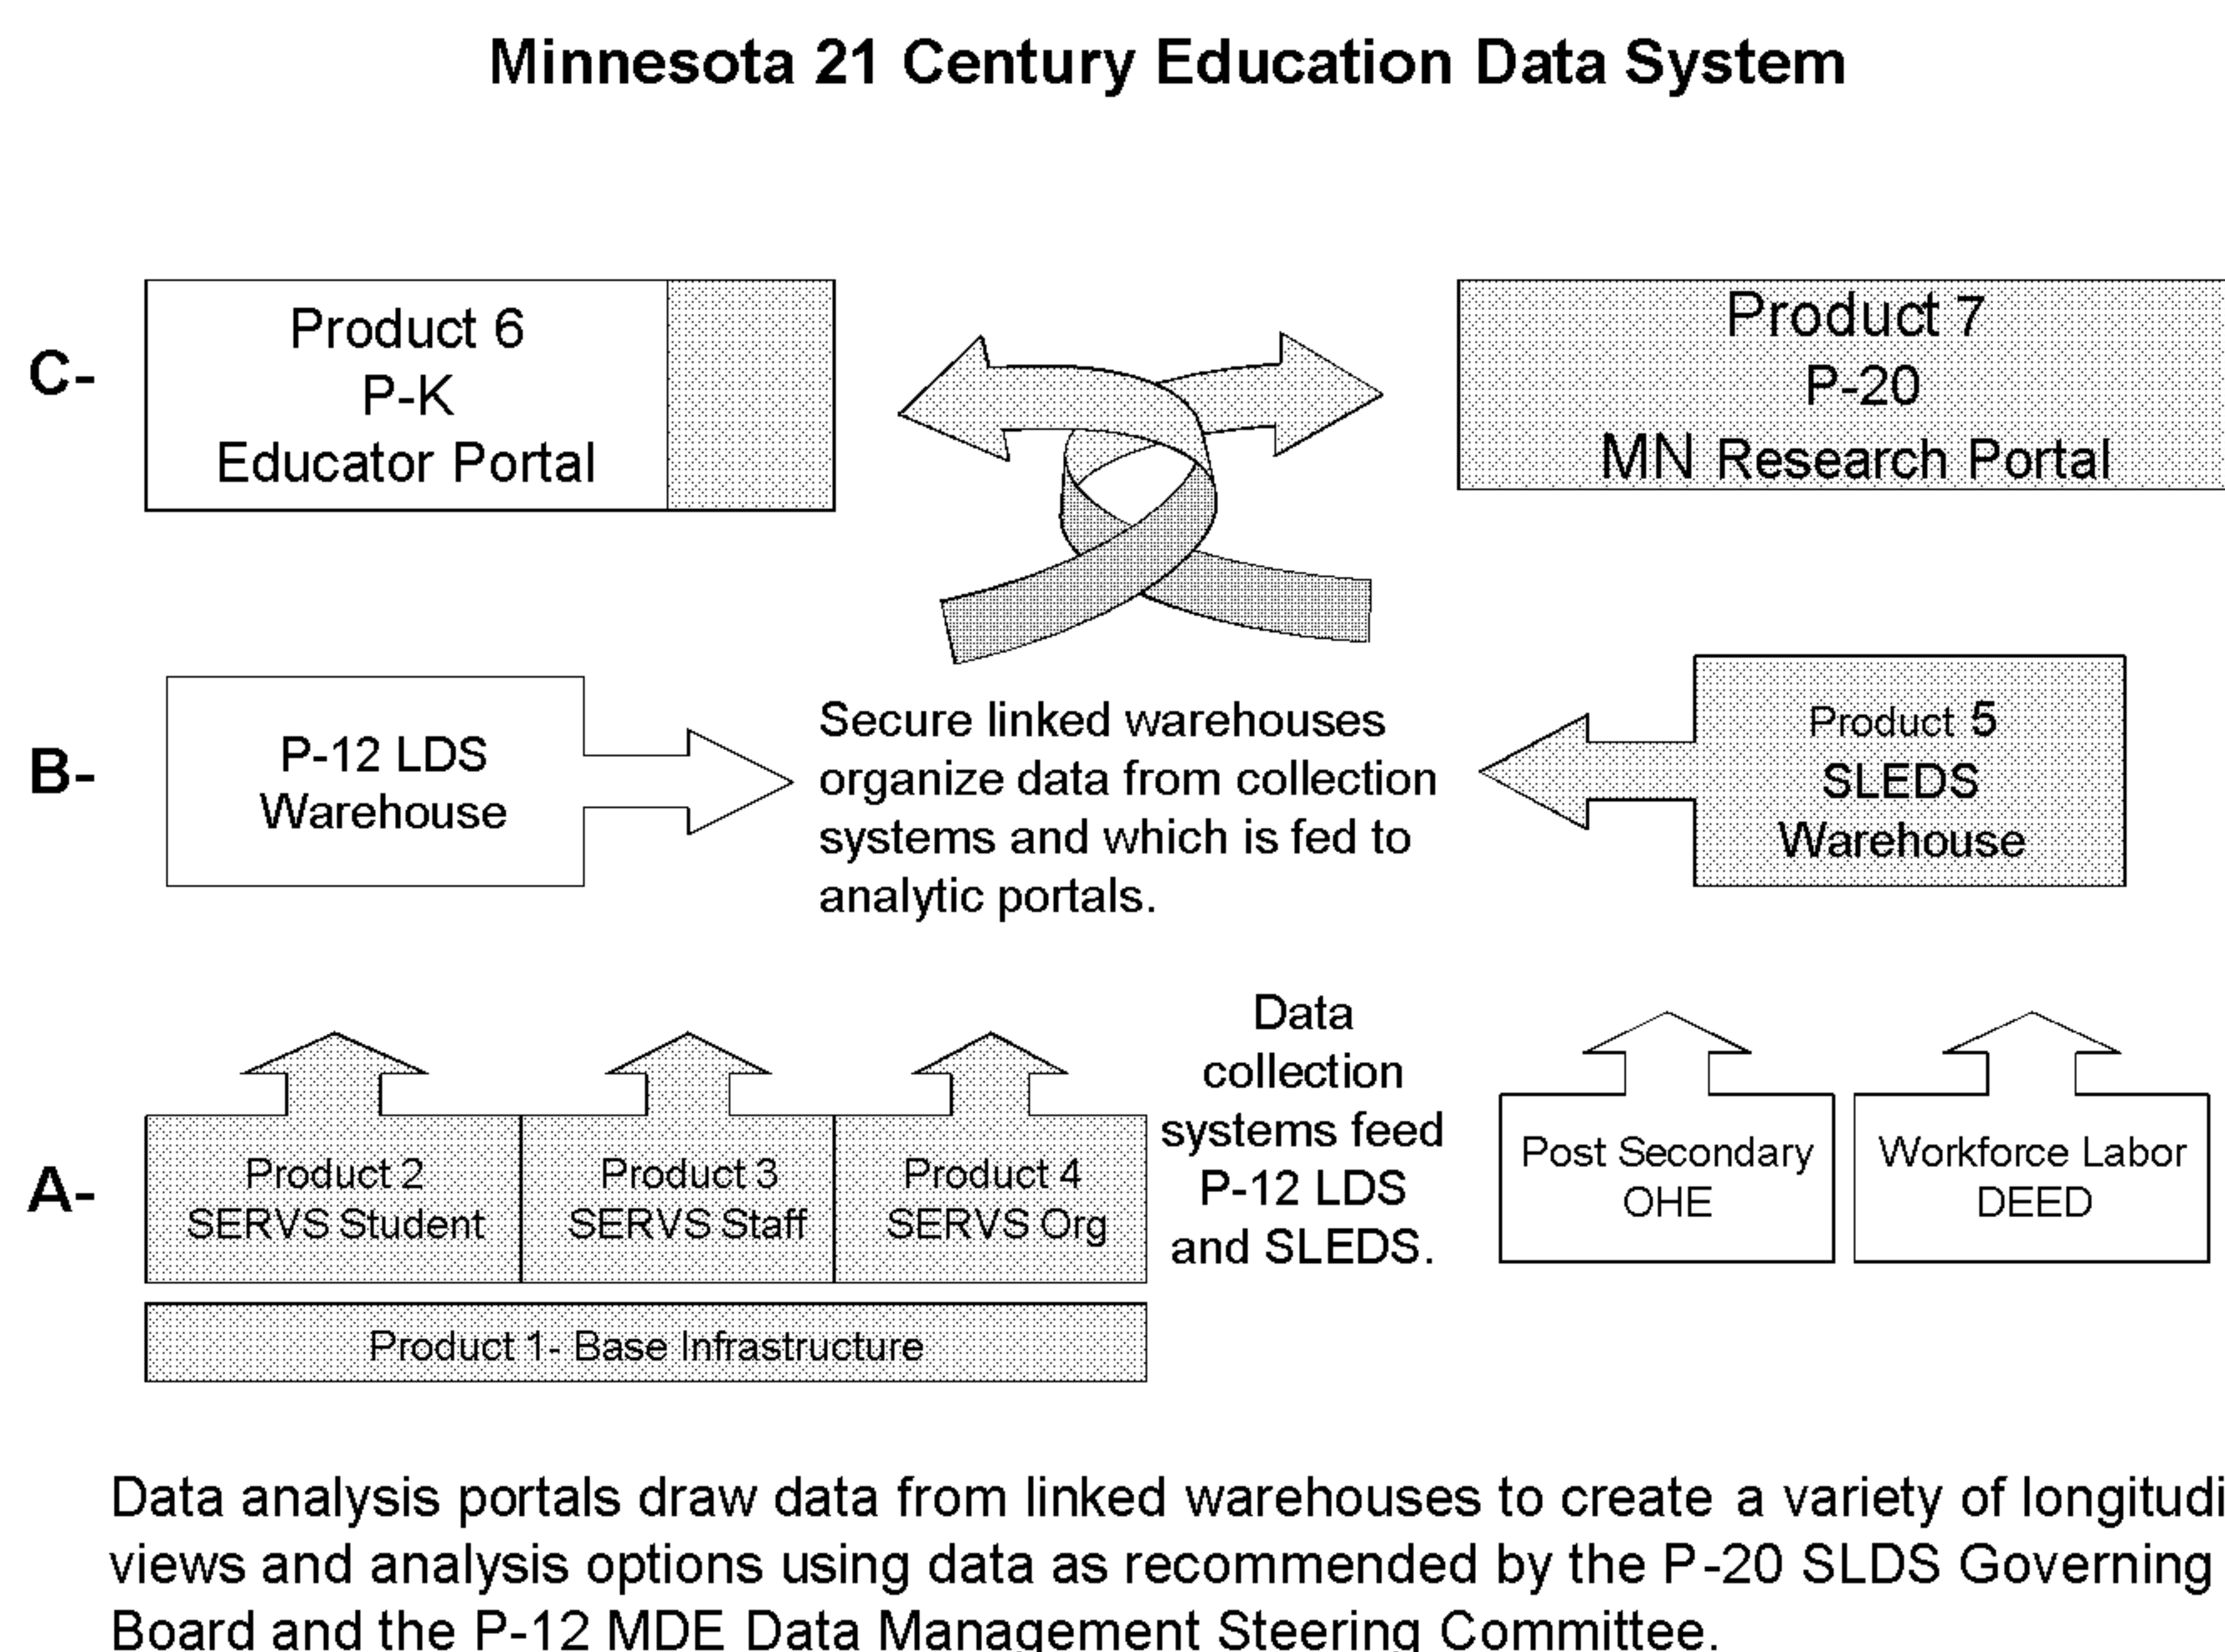 Minnesota 21 Century Education Data System
C-
Product 6
P-K
Educator Portal
Product 7
P-20
MN Research Portal
B-
P-12 LDS
Warehouse
Secure linked warehouses
organize data from collection
systems and which is fed to
analytic portals.
Product 5
SLEDS
Warehouse
A-
Product 2
SERVS Student
Product 3
SERVS Staff
Product 4
SERVS Org
Data
collection
systems feed
P-12 LDS
and SLEDS.
Post Secondary
OHE
Workforce Labor
DEED
Product 1- Base Infrastructure
Data analysis portals draw data from linked warehouses to create a variety of longitudi
views and analysis options using data as recommended by the P-20 SLDS Governing
Board and the P-12 MDE Data Management Steering Committee.